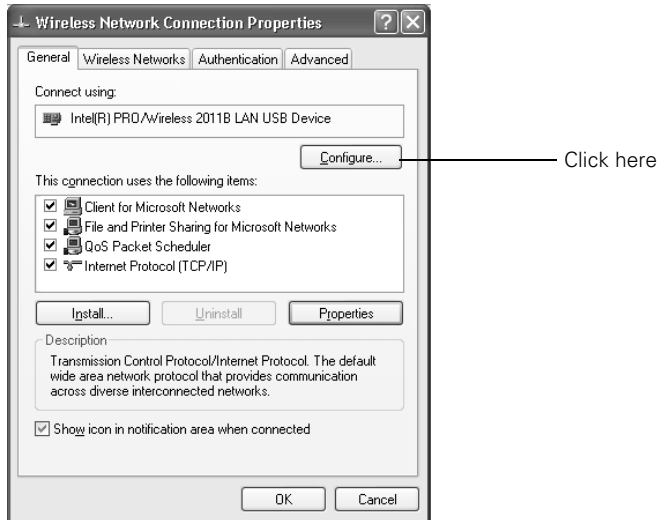 Wireless Network Connection Properties
General Wireless Networks Authentication Advanced
Connect using:
Intel(R) PRO/Wireless 2011B LAN USB Device
Configure...
Click here
This connection uses the following items:
Client for Microsoft Networks
File and Printer Sharing for Microsoft Networks
QoS Packet Scheduler
Internet Protocol (TCP/IP)
Install... Uninstall Properties
Description
Transmission Control Protocol/Internet Protocol. The default
wide area network protocol that provides communication
across diverse interconnected networks.
Show icon in notification area when connected
OK Cancel